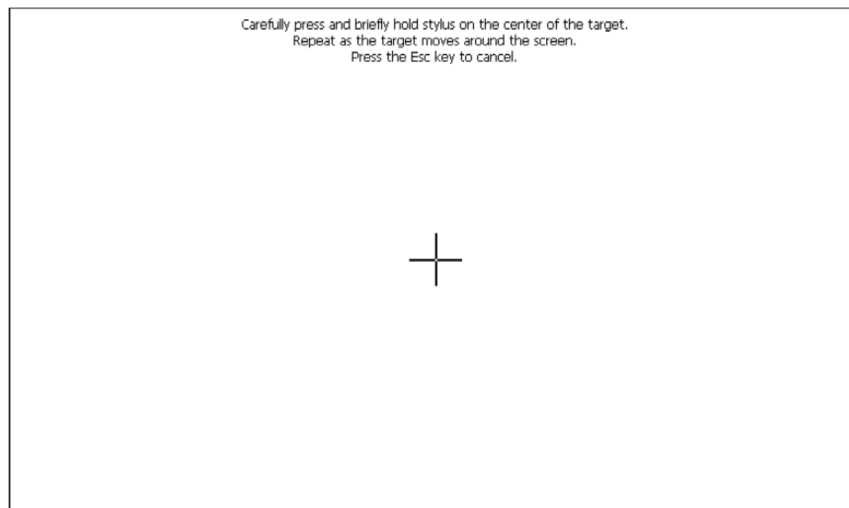 Carefully press and briefly hold stylus on the center of the target.
Repeat as the target moves around the screen.
Press the Esc key to cancel.